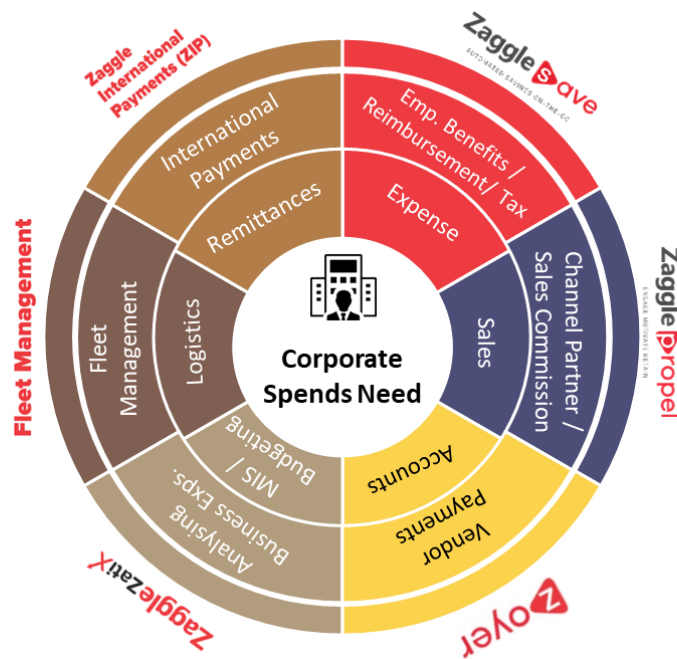 Corporate
Spends Need
Zaggle Save
AUTOMATED SAVINGS ON-THE-GO
Emp. Benefits /
Reimbursement/ Tax
Expense
Zaggle Propel
ENGAGE MOTIVATE RETAIN
Channel Partner /
Sales Commission
Sales
Zoyer
Vendor
Payments
Accounts
ZaggleZatiX
Analysing
Business Exps.
MIS /
Budgeting
Fleet Management
Fleet
Management
Logistics
Zaggle
International
Payments (ZIP)
International
Payments
Remittances